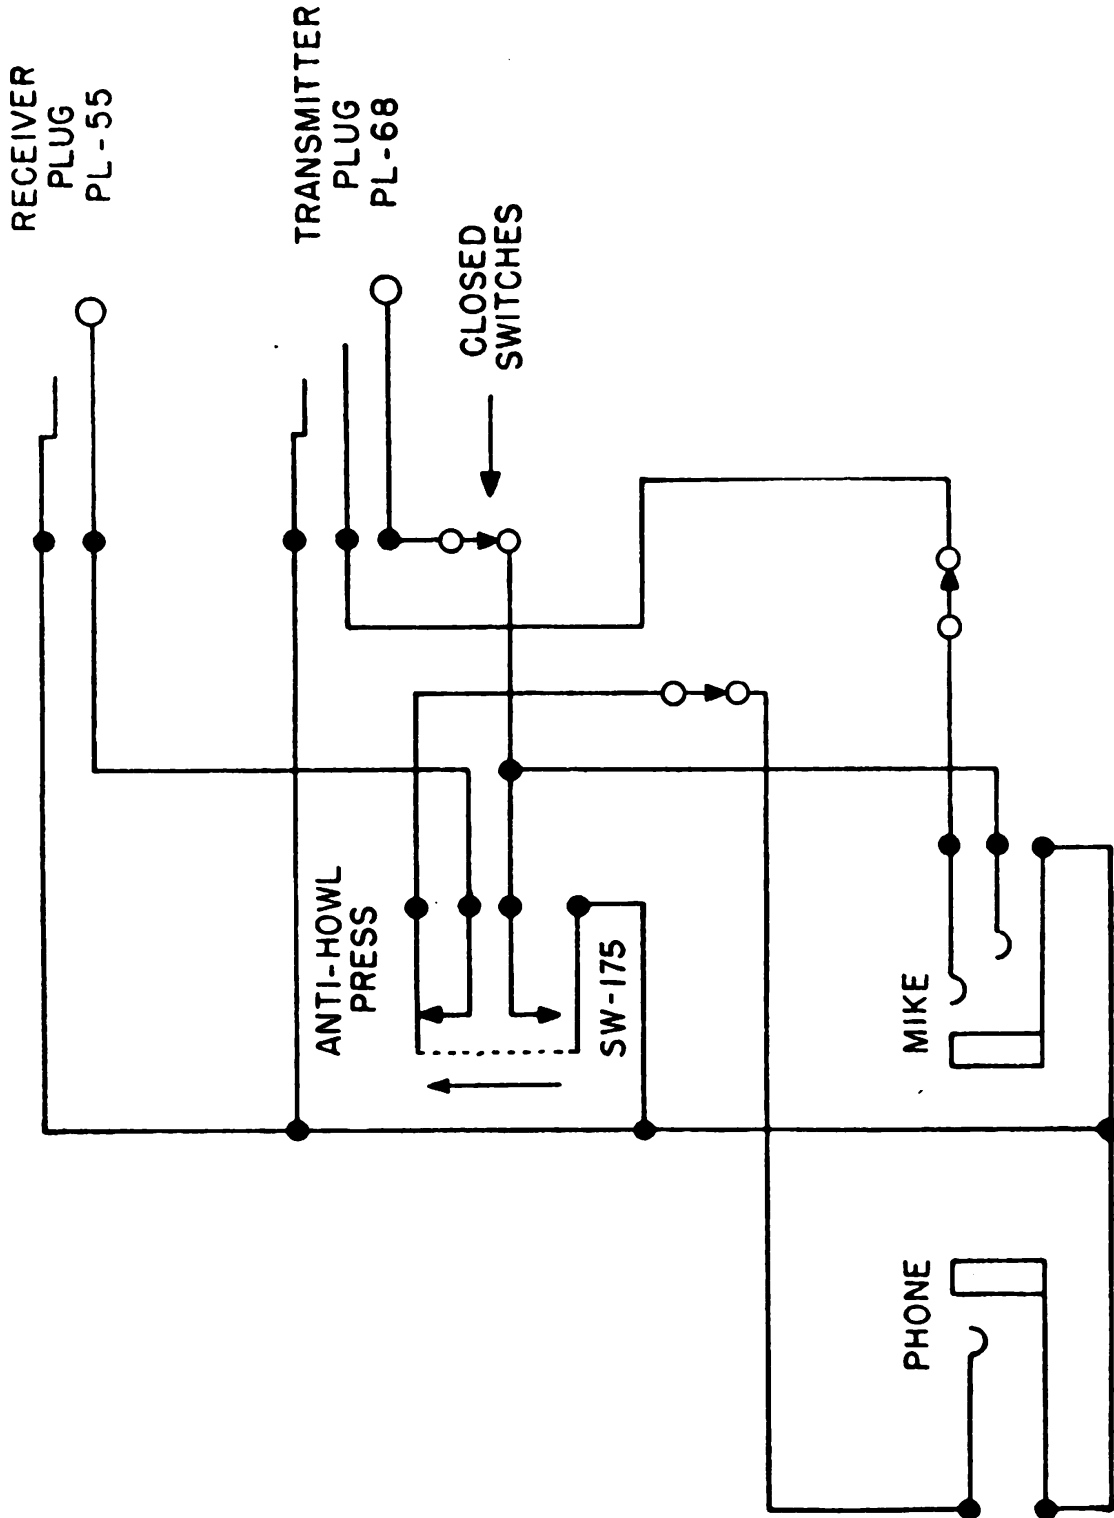 RECEIVER
PLUG
PL-55
TRANSMITTER
PLUG
PL-68
CLOSED
SWITCHES
ANTI-HOWL
PRESS
SW-175
MIKE
PHONE